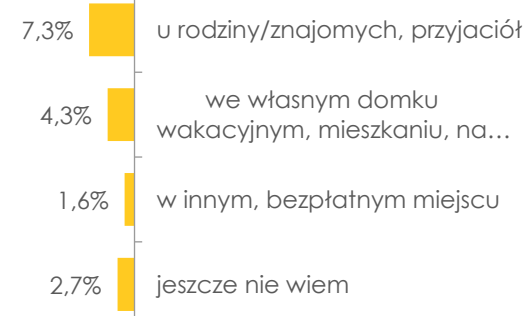 7,3% u rodziny/znajomych, przyjaciół
4,3% we własnym domku
wakacyjnym, mieszkaniu, na…
1,6% w innym, bezpłatnym miejscu
2,7% jeszcze nie wiem